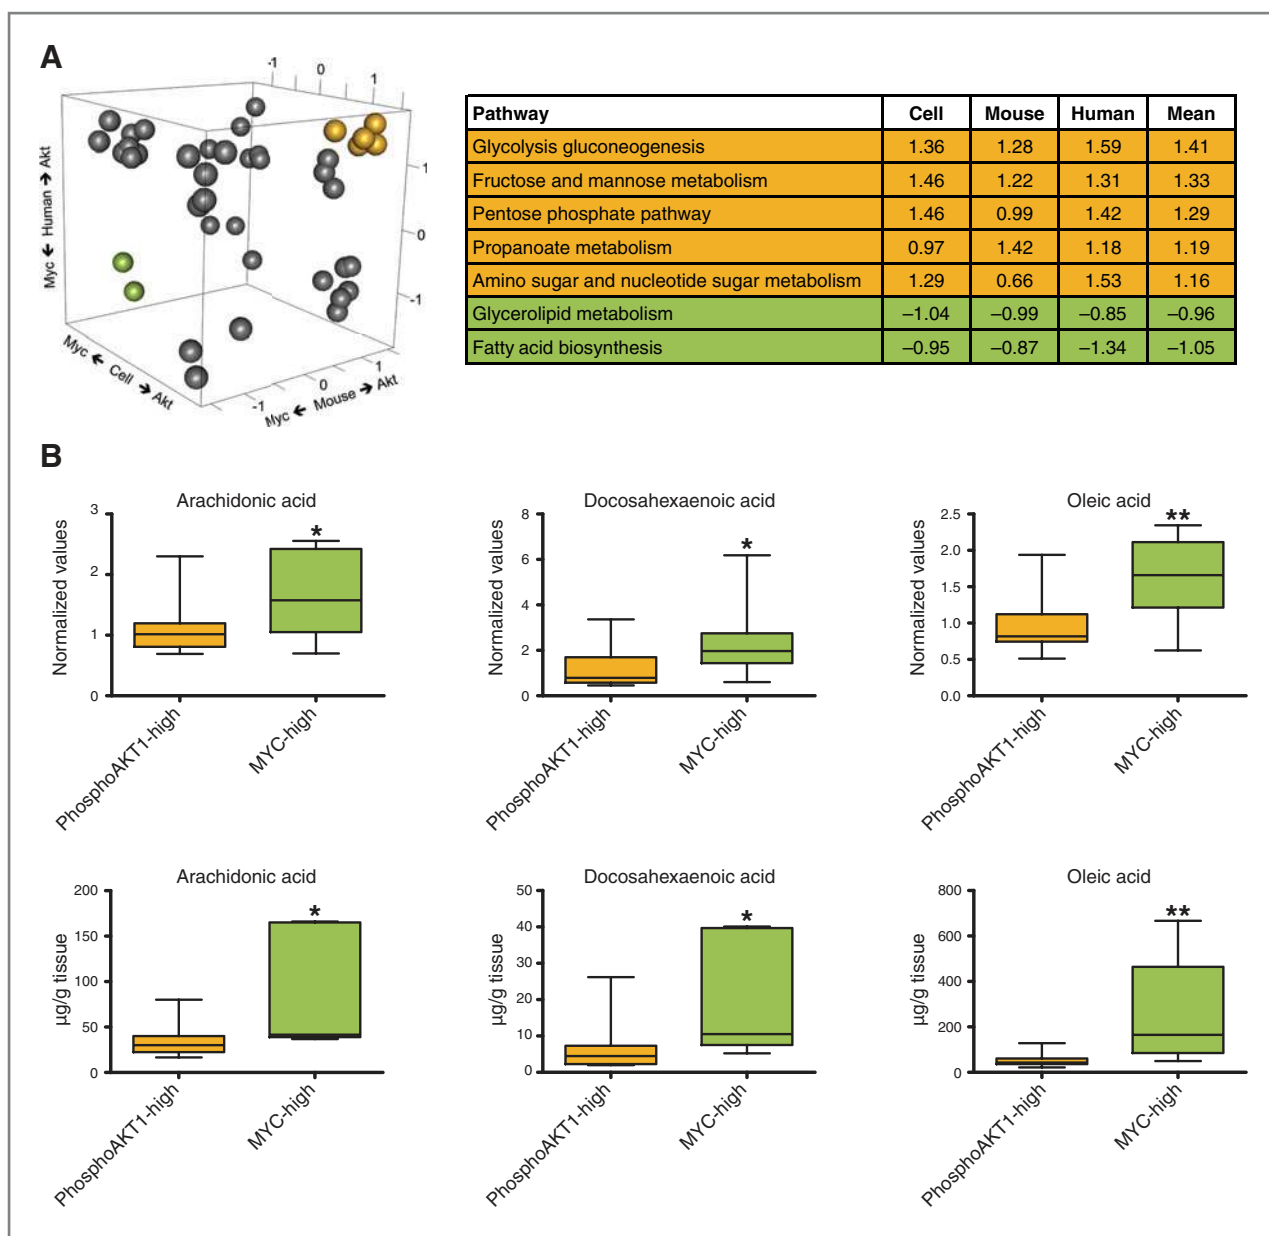 A
-1 0 1
1
0
-1
Myc ← Human → Akt
Myc ← Cell → Akt
-1 0 1
Myc ← Mouse → Akt
Pathway Cell Mouse Human Mean
Glycolysis gluconeogenesis 1.36 1.28 1.59 1.41
Fructose and mannose metabolism 1.46 1.22 1.31 1.33
Pentose phosphate pathway 1.46 0.99 1.42 1.29
Propanoate metabolism 0.97 1.42 1.18 1.19
Amino sugar and nucleotide sugar metabolism 1.29 0.66 1.53 1.16
Glycerolipid metabolism –1.04 –0.99 –0.85 –0.96
Fatty acid biosynthesis –0.95 –0.87 –1.34 –1.05
B
Arachidonic acid
Normalized values
3
2
1
0
*
PhosphoAKT1-high
MYC-high
Docosahexaenoic acid
Normalized values
8
6
4
2
0
*
PhosphoAKT1-high
MYC-high
Oleic acid
Normalized values
2.5
2.0
1.5
1.0
0.5
0.0
**
PhosphoAKT1-high
MYC-high
Arachidonic acid
µg/g tissue
200
150
100
50
0
*
PhosphoAKT1-high
MYC-high
Docosahexaenoic acid
µg/g tissue
50
40
30
20
10
0
*
PhosphoAKT1-high
MYC-high
Oleic acid
µg/g tissue
800
600
400
200
0
**
PhosphoAKT1-high
MYC-high